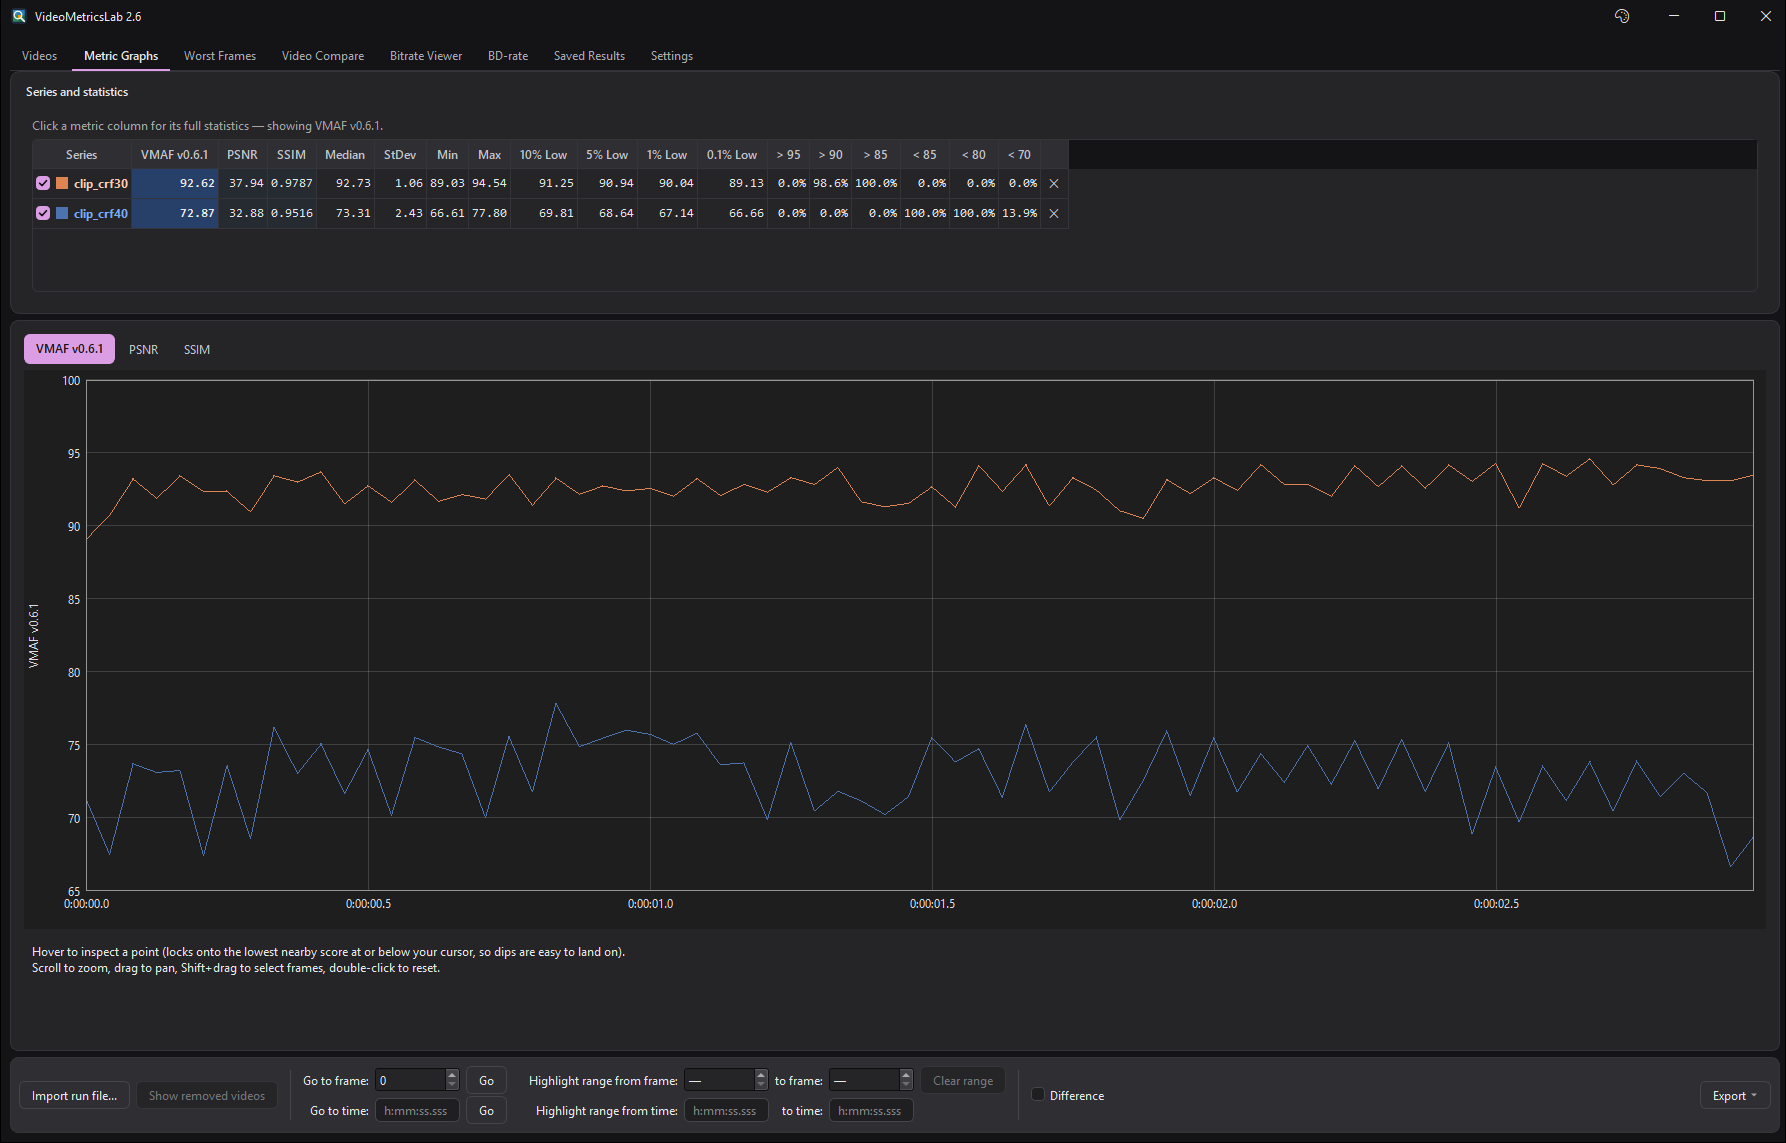 VideoMetricsLab 2.6
Videos Metric Graphs Worst Frames Video Compare Bitrate Viewer BD-rate Saved Results Settings
Series and statistics
Click a metric column for its full statistics — showing VMAF v0.6.1.
Series VMAF v0.6.1 PSNR SSIM Median StDev Min Max 10% Low 5% Low 1% Low 0.1% Low > 95 > 90 > 85 < 85 < 80 < 70
clip_crf30 92.62 37.94 0.9787 92.73 1.06 89.03 94.54 91.25 90.94 90.04 89.13 0.0% 98.6% 100.0% 0.0% 0.0% 0.0%
clip_crf40 72.87 32.88 0.9516 73.31 2.43 66.61 77.80 69.81 68.64 67.14 66.66 0.0% 0.0% 0.0% 100.0% 100.0% 13.9%
VMAF v0.6.1 PSNR SSIM
100
95
90
85
80
75
70
65
VMAF v0.6.1
0:00:00.0 0:00:00.5 0:00:01.0 0:00:01.5 0:00:02.0 0:00:02.5
Hover to inspect a point (locks onto the lowest nearby score at or below your cursor, so dips are easy to land on).
Scroll to zoom, drag to pan, Shift+drag to select frames, double-click to reset.
Import run file... Show removed videos
Go to frame: 0 Go Highlight range from frame: — to frame: — Clear range
Go to time: h:mm:ss.sss Go Highlight range from time: h:mm:ss.sss to time: h:mm:ss.sss
Difference
Export